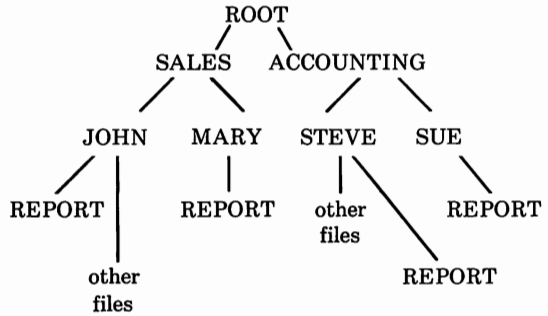 ROOT
SALES ACCOUNTING
JOHN MARY STEVE SUE
REPORT REPORT other files REPORT
other files REPORT